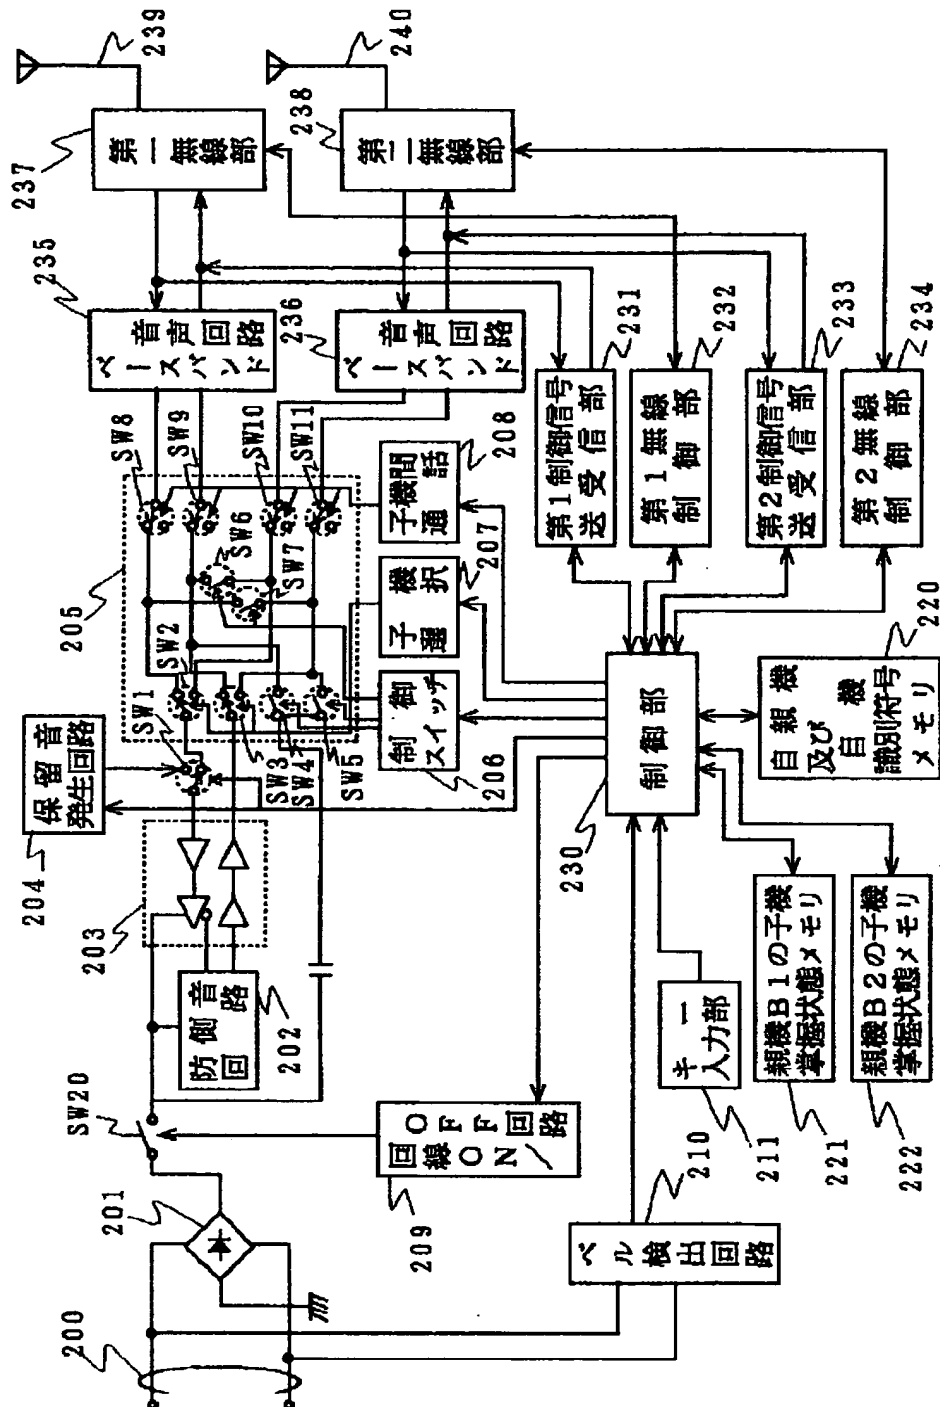 200
201
SW20
防側音
回 路
202
203
204
保留音
発生回路
SW1
SW2
205
SW3
SW4
SW5
SW6
SW7
SW8
SW9
SW10
SW11
235
ベースバンド
音声回路
236
ベースバンド
音声回路
237
第一無線部
238
第二無線部
239
240
206
制 御
スイッチ
207
子 機
選 択
208
子機間
通 話
209
回線ON/
OFF回路
210
ベル
検出回路
211
キー
入力部
221
親機B1の子機
掌握状態メモリ
222
親機B2の子機
掌握状態メモリ
230
制御部
220
自親機
及び
自 機
識別符号
メモリ
231
第1制御信号
送受信部
232
第1無線
制御部
233
第2制御信号
送受信部
234
第2無線
制御部